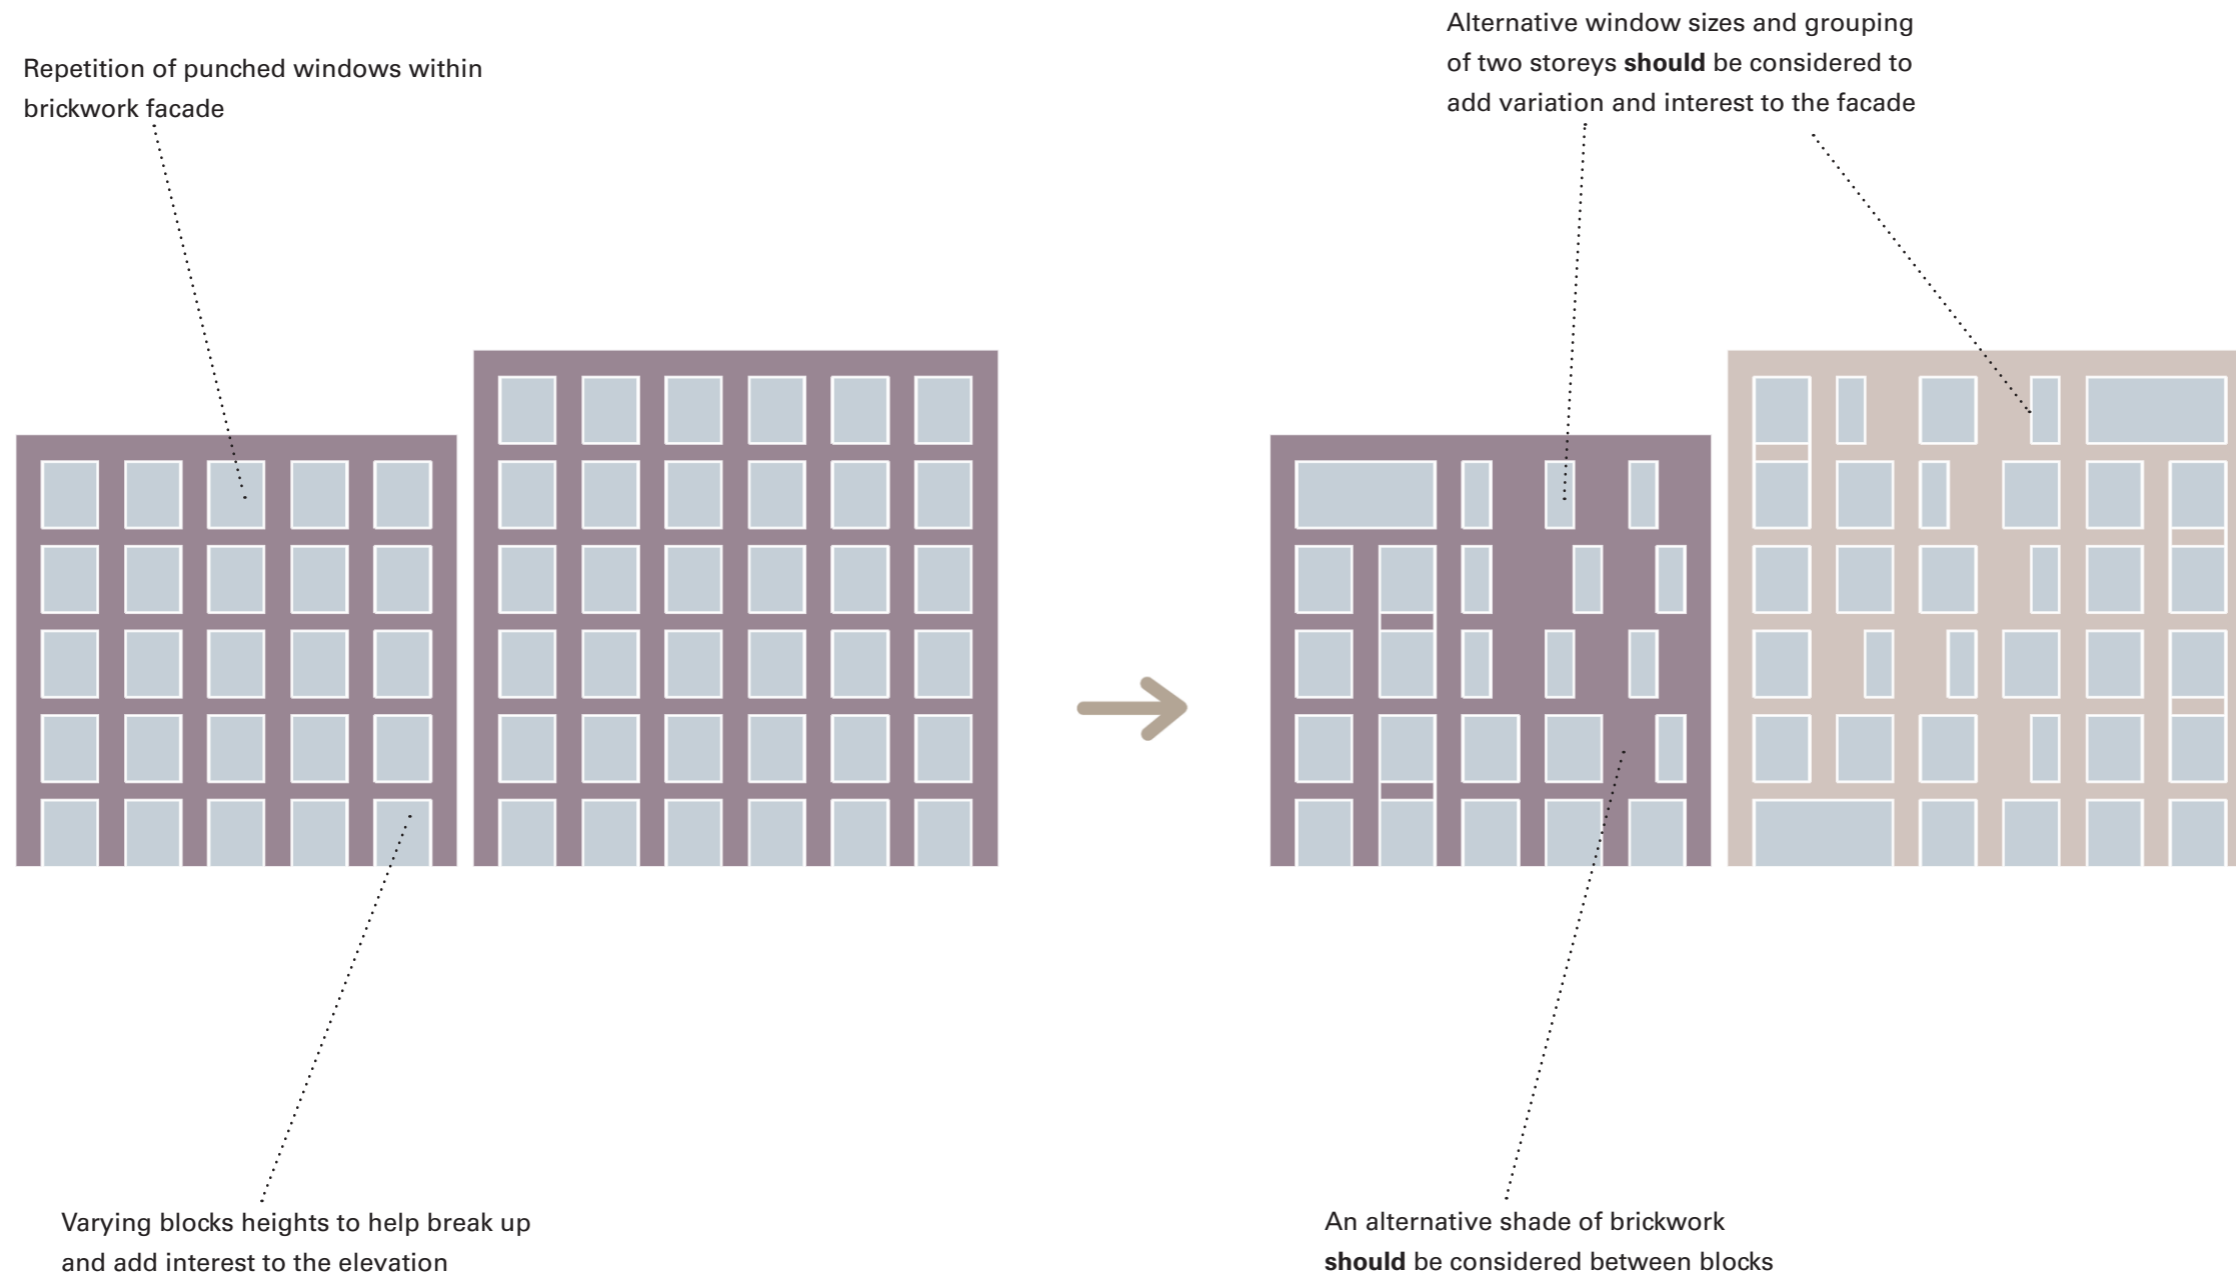 Repetition of punched windows within
brickwork facade
Alternative window sizes and grouping
of two storeys should be considered to
add variation and interest to the facade
Varying blocks heights to help break up
and add interest to the elevation
An alternative shade of brickwork
should be considered between blocks